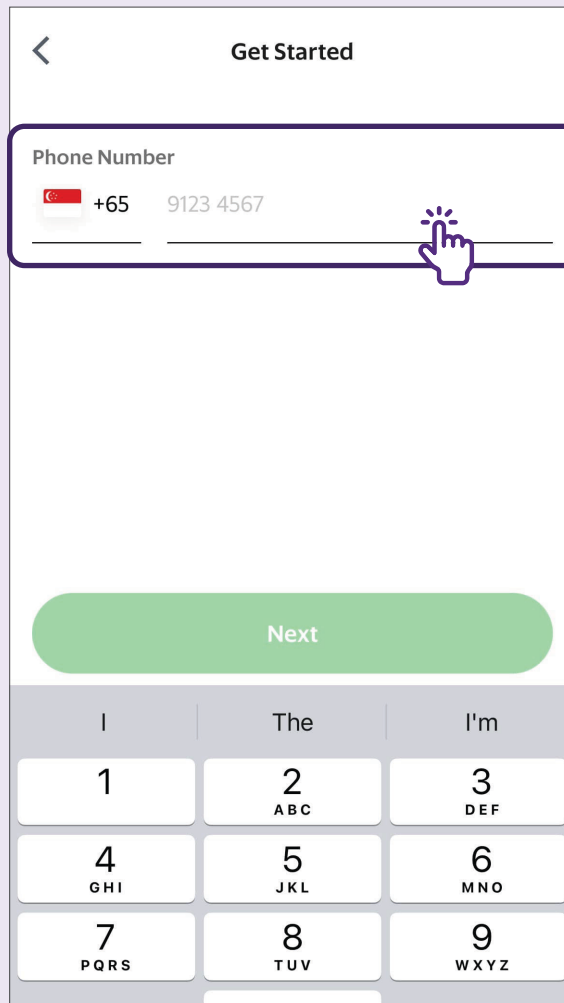 Get Started
Phone Number
+65 9123 4567
Next
I The I'm
1 2 3
ABC DEF
4 5 6
GHI JKL MNO
7 8 9
PQRS TUV WXYZ